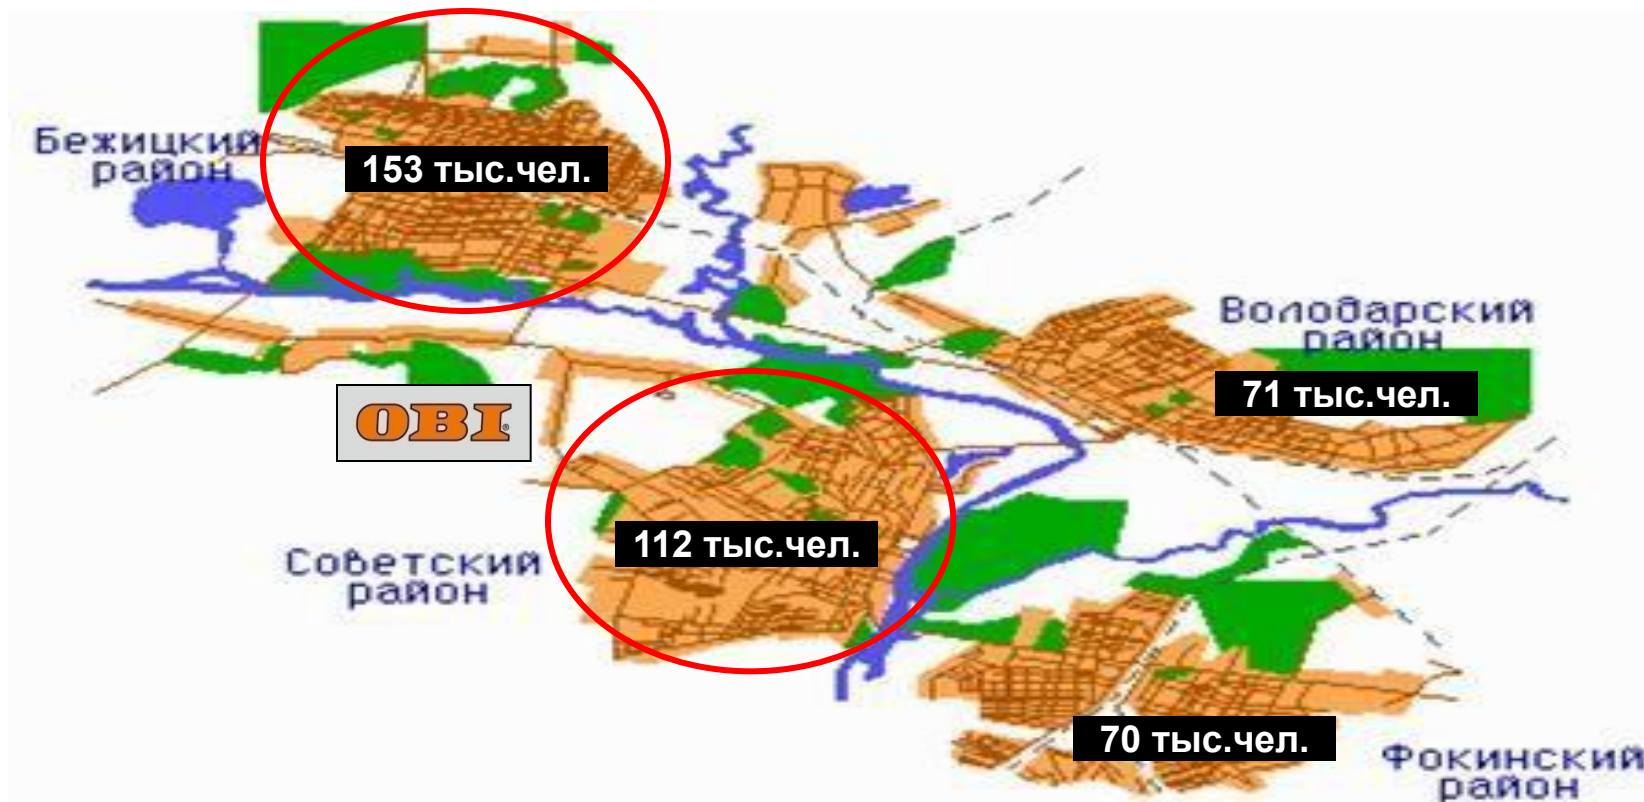 Бежицкий
район
153 тыс.чел.
Володарский
район
71 тыс.чел.
OBI®
112 тыс.чел.
Советский
район
70 тыс.чел.
Фокинский
район